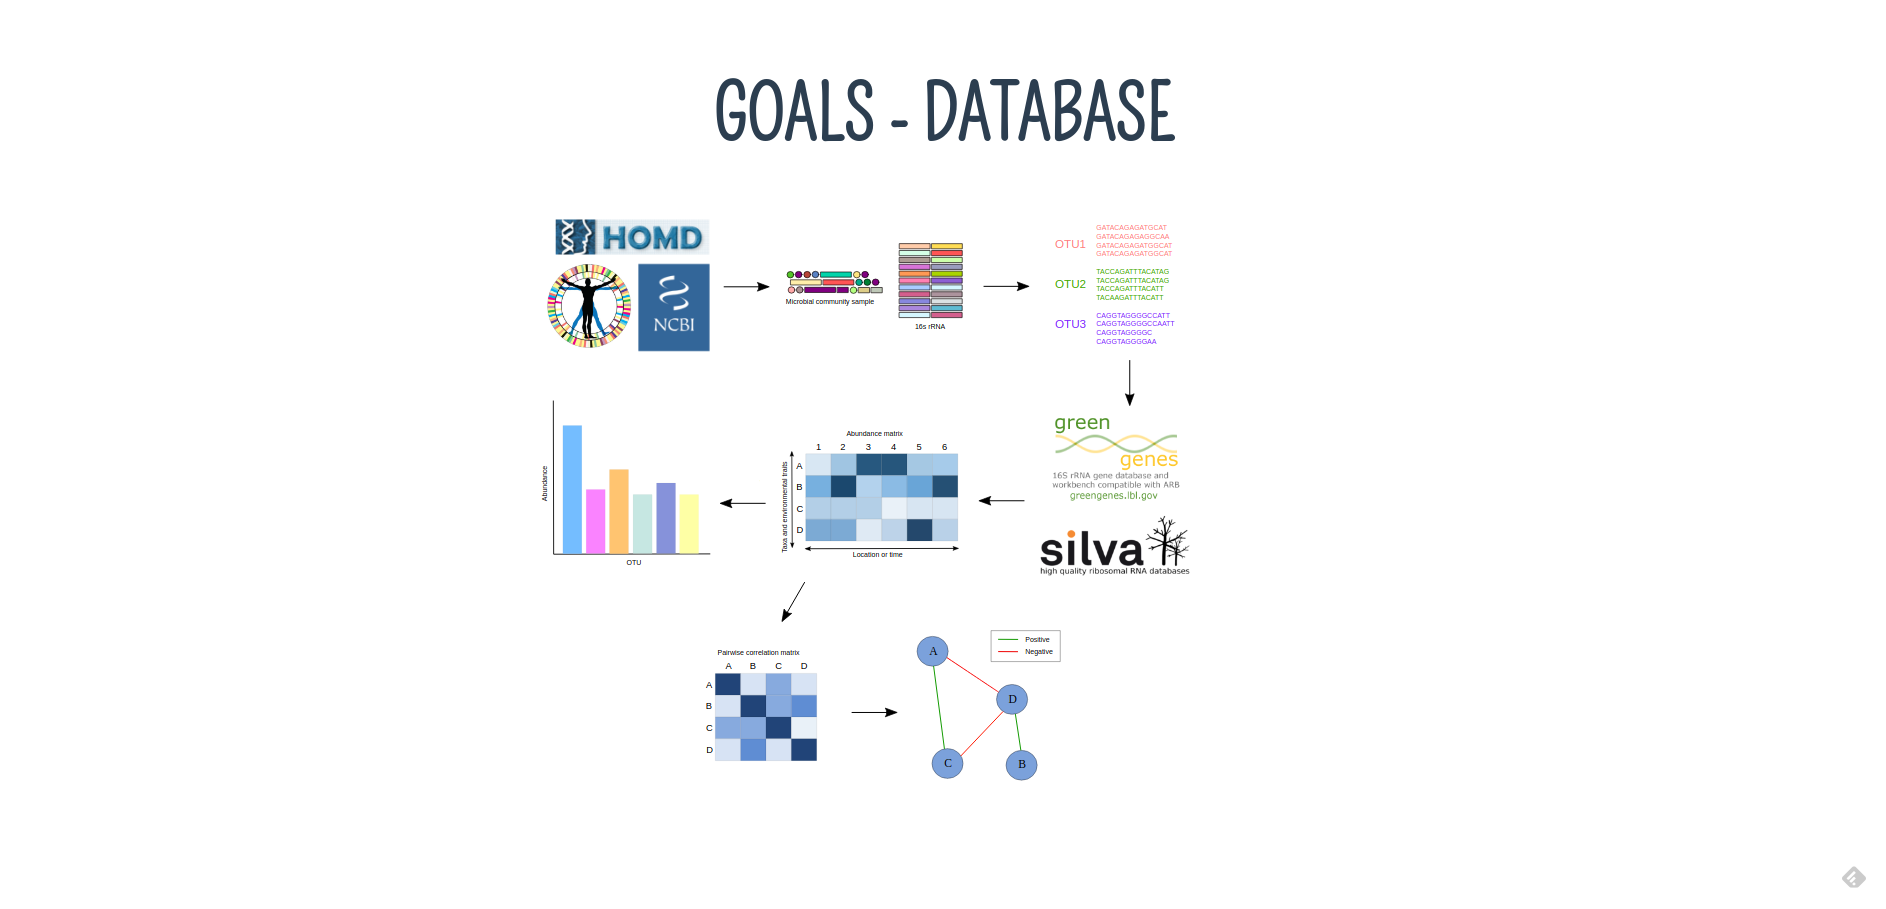 GOALS - DATABASE
HOMD
NCBI
Microbial community sample
16s rRNA
OTU1
GATACAGAGATGCAT
GATACAGAGAGGCAA
GATACAGAGATGGCAT
GATACAGAGATGGCAT
OTU2
TACCAGATTTACATAG
TACCAGATTTACATAG
TACCAGATTTACATT
TACAAGATTTACATT
OTU3
CAGGTAGGGGCCATT
CAGGTAGGGGCCAATT
CAGGTAGGGGC
CAGGTAGGGGAA
green
genes
16S rRNA gene database and
workbench compatible with ARB
greengenes.lbl.gov
silva
high quality ribosomal RNA databases
Abundance matrix
1 2 3 4 5 6
A
B
C
D
Taxa and environmental traits
Location or time
Abundance
OTU
Pairwise correlation matrix
A B C D
A
B
C
D
Positive
Negative
A
D
C
B